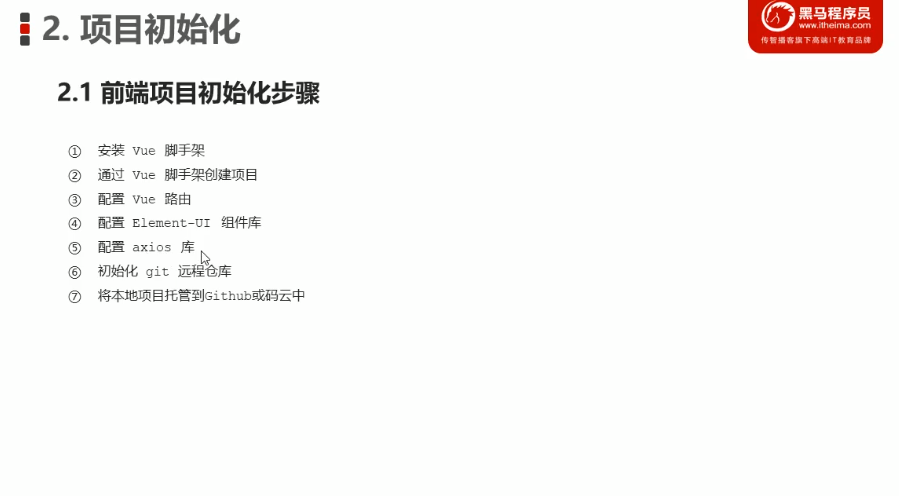 2. 项目初始化
黑马程序员
www.itheima.com
传智播客旗下高端IT教育品牌
2.1 前端项目初始化步骤
① 安装 Vue 脚手架
② 通过 Vue 脚手架创建项目
③ 配置 Vue 路由
④ 配置 Element-UI 组件库
⑤ 配置 axios 库
⑥ 初始化 git 远程仓库
⑦ 将本地项目托管到Github或码云中